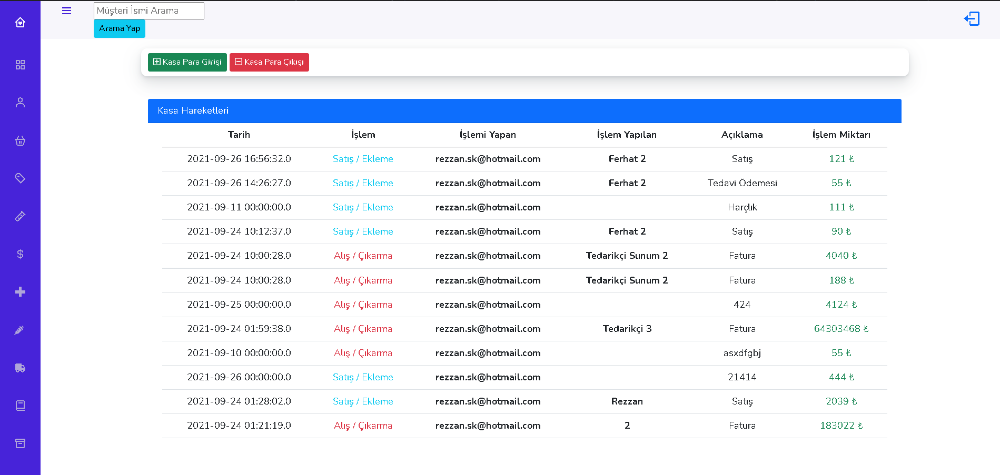 Müşteri İsmi Arama
Arama Yap
Kasa Para Girişi Kasa Para Çıkışı
Kasa Hareketleri
Tarih İşlem İşlemi Yapan İşlem Yapılan Açıklama İşlem Miktarı
2021-09-26 16:56:32.0 Satış / Ekleme rezzan.sk@hotmail.com Ferhat 2 Satış 121 ₺
2021-09-26 14:26:27.0 Satış / Ekleme rezzan.sk@hotmail.com Ferhat 2 Tedavi Ödemesi 55 ₺
2021-09-11 00:00:00.0 Satış / Ekleme rezzan.sk@hotmail.com Harçlık 111 ₺
2021-09-24 10:12:37.0 Satış / Ekleme rezzan.sk@hotmail.com Ferhat 2 Satış 90 ₺
2021-09-24 10:00:28.0 Alış / Çıkarma rezzan.sk@hotmail.com Tedarikçi Sunum 2 Fatura 4040 ₺
2021-09-24 10:00:28.0 Alış / Çıkarma rezzan.sk@hotmail.com Tedarikçi Sunum 2 Fatura 188 ₺
2021-09-25 00:00:00.0 Alış / Çıkarma rezzan.sk@hotmail.com 424 4124 ₺
2021-09-24 01:59:38.0 Alış / Çıkarma rezzan.sk@hotmail.com Tedarikçi 3 Fatura 64303468 ₺
2021-09-10 00:00:00.0 Alış / Çıkarma rezzan.sk@hotmail.com asxdfgbj 55 ₺
2021-09-26 00:00:00.0 Satış / Ekleme rezzan.sk@hotmail.com 21414 444 ₺
2021-09-24 01:28:02.0 Satış / Ekleme rezzan.sk@hotmail.com Rezzan Satış 2039 ₺
2021-09-24 01:21:19.0 Alış / Çıkarma rezzan.sk@hotmail.com 2 Fatura 183022 ₺